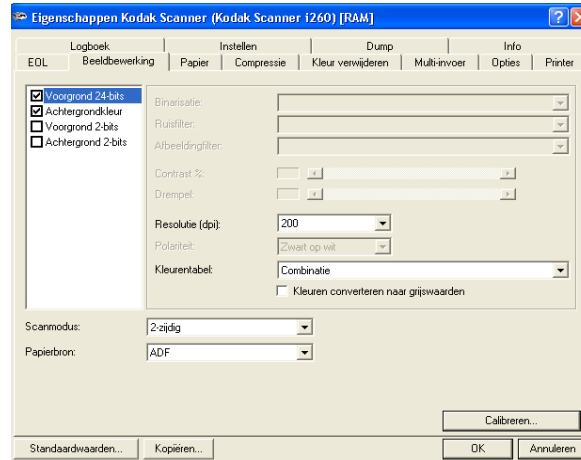 Eigenschappen Kodak Scanner (Kodak Scanner i260) [RAM]
Logboek Instellen Dump Info
EOL Beeldbewerking Papier Compressie Kleur verwijderen Multi-invoer Opties Printer
Voorgrond 24-bits
Achtergrondkleur
Voorgrond 2-bits
Achtergrond 2-bits
Binarisatie:
Ruisfilter:
Afbeeldingfilter:
Contrast %:
Drempel:
Resolutie (dpi): 200
Polariteit: Zwart op wit
Kleurentabel: Combinatie
Kleuren converteren naar grijswaarden
Scanmodus: 2-zijdig
Papierbron: ADF
Calibreren...
Standaardwaarden... Kopiëren... OK Annuleren